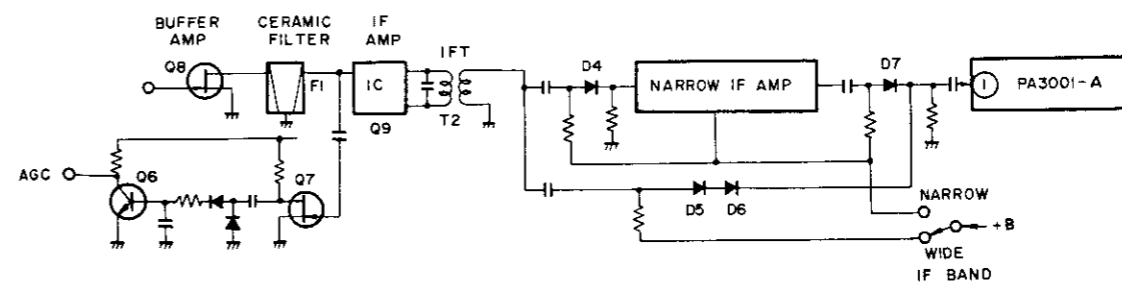 BUFFER AMP
CERAMIC FILTER
IF AMP
IFT
Q8
F1
IC
Q9
T2
D4
NARROW IF AMP
D7
1
PA3001-A
AGC
Q6
Q7
D5
D6
NARROW
+B
WIDE
IF BAND